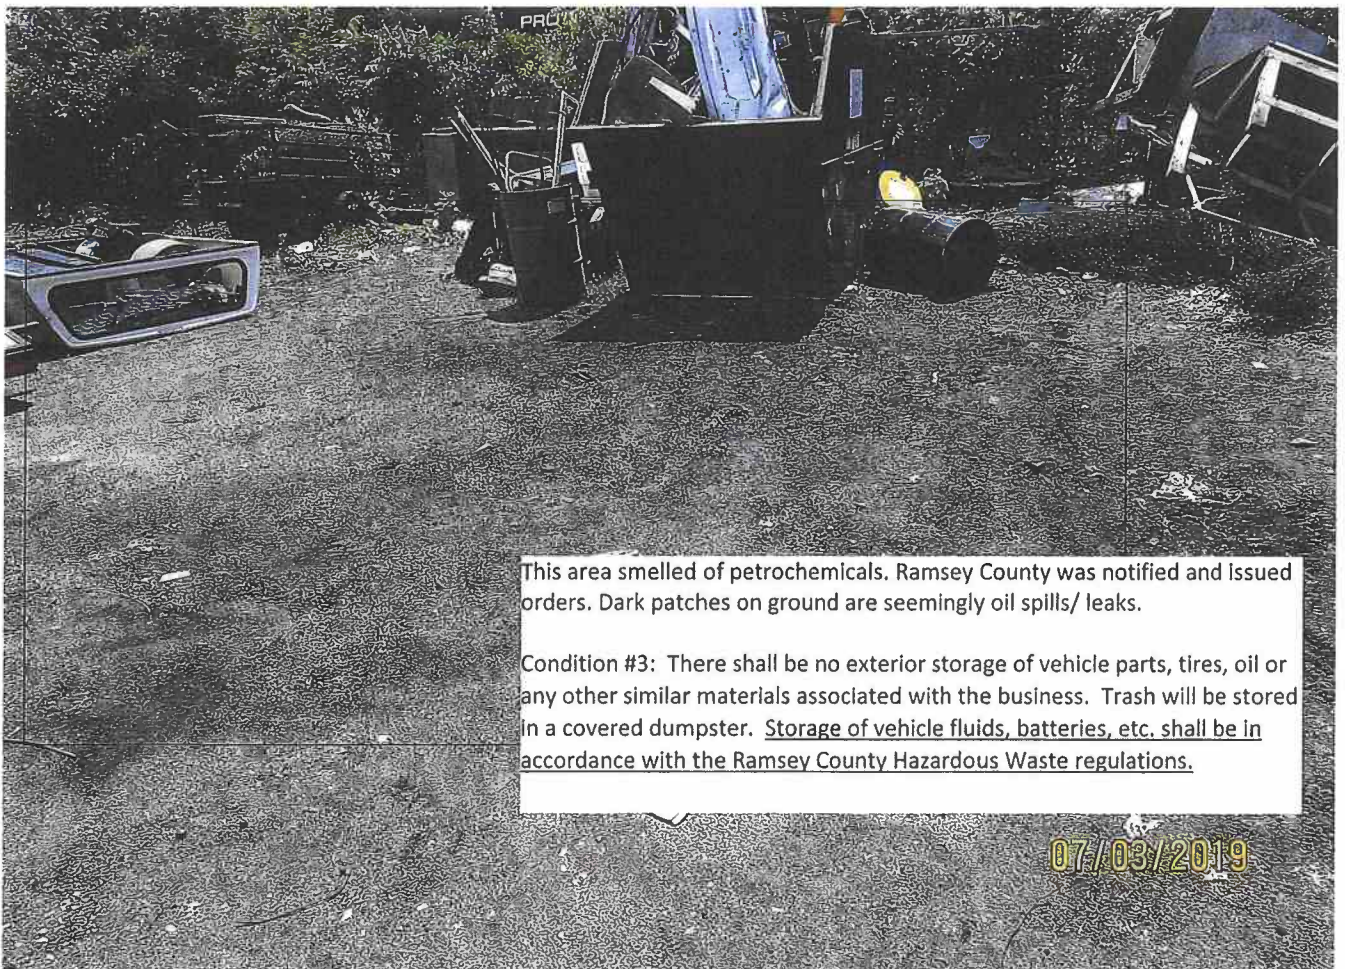 PRO
This area smelled of petrochemicals. Ramsey County was notified and issued
orders. Dark patches on ground are seemingly oil spills/ leaks.
Condition #3:  There shall be no exterior storage of vehicle parts, tires, oil or
any other similar materials associated with the business.  Trash will be stored
in a covered dumpster.  Storage of vehicle fluids, batteries, etc. shall be in
accordance with the Ramsey County Hazardous Waste regulations.
07/03/2019